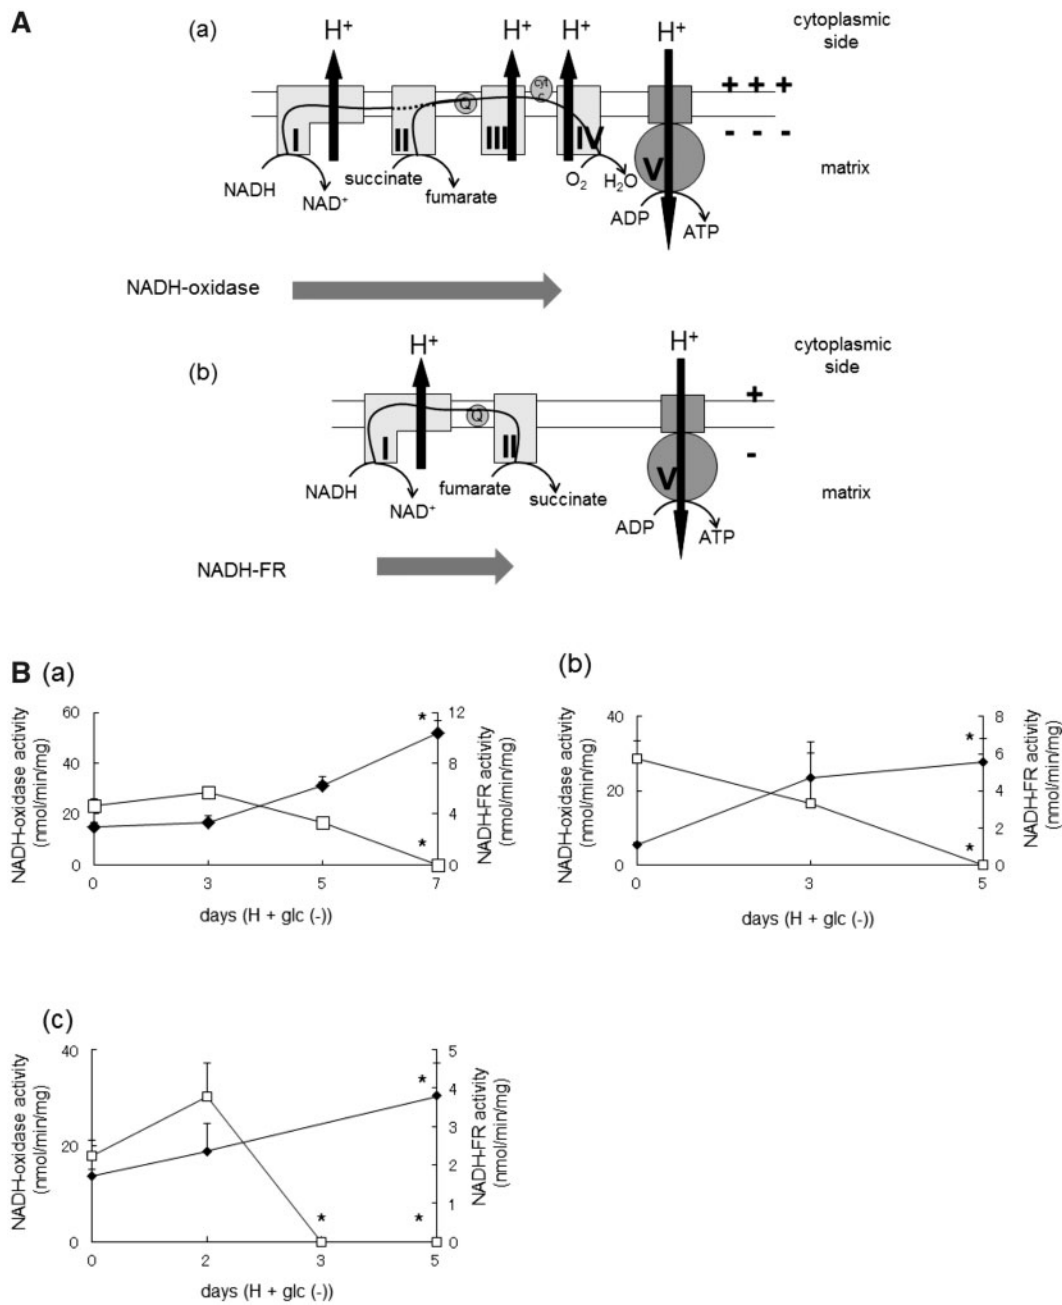 A
(a)
H+ H+ H+ H+
cytoplasmic
side
+ + +
Q
I II III IV V
- - -
matrix
NADH NAD+ succinate fumarate O2 H2O ADP ATP
NADH-oxidase
(b)
H+ H+
cytoplasmic
side
+
Q
I II V
-
matrix
NADH NAD+ fumarate succinate ADP ATP
NADH-FR
B (a)
NADH-oxidase activity
(nmol/min/mg)
60
40
20
0
12
8
4
0
NADH-FR activity
(nmol/min/mg)
*
*
0 3 5 7
days (H + glc (-))
(b)
NADH-oxidase activity
(nmol/min/mg)
40
20
0
8
6
4
2
0
NADH-FR activity
(nmol/min/mg)
*
*
0 3 5
days (H + glc (-))
(c)
NADH-oxidase activity
(nmol/min/mg)
40
20
0
5
4
3
2
1
0
NADH-FR activity
(nmol/min/mg)
*
* *
0 2 3 5
days (H + glc (-))